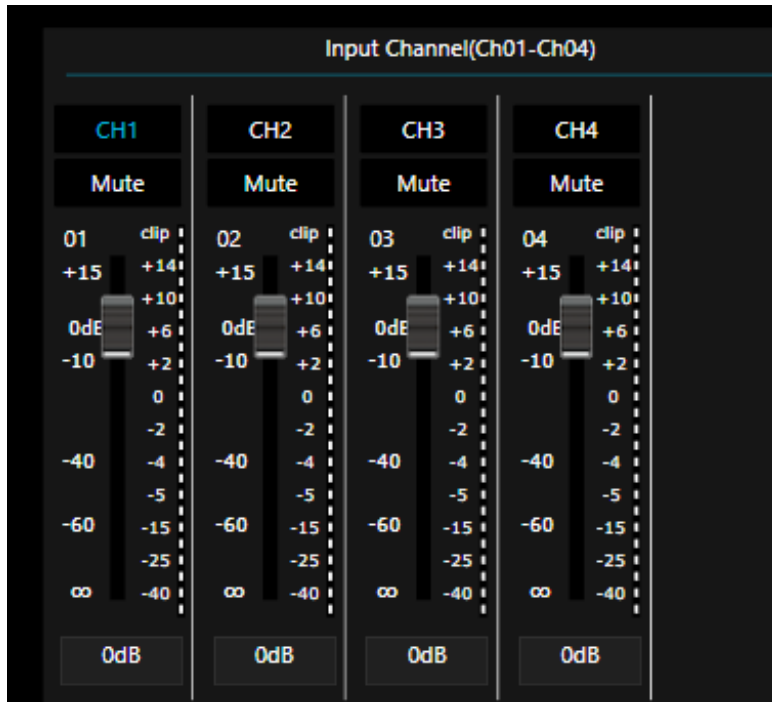 Input Channel(Ch01-Ch04)
CH1 CH2 CH3 CH4
Mute Mute Mute Mute
01 clip 02 clip 03 clip 04 clip
+15 +14 +15 +14 +15 +14 +15 +14
+10 +10 +10 +10
0dB +6 0dB +6 0dB +6 0dB +6
-10 +2 -10 +2 -10 +2 -10 +2
0 0 0 0
-2 -2 -2 -2
-40 -4 -40 -4 -40 -4 -40 -4
-5 -5 -5 -5
-60 -15 -60 -15 -60 -15 -60 -15
-25 -25 -25 -25
∞ -40 ∞ -40 ∞ -40 ∞ -40
0dB 0dB 0dB 0dB